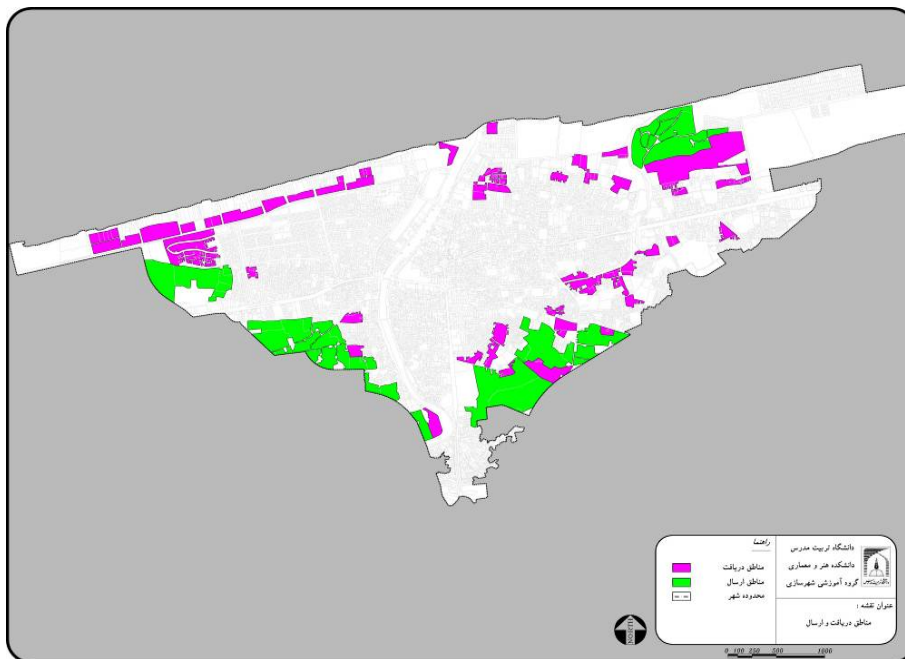 راهنما
مناطق دریافت
مناطق ارسال
محدوده شهر
دانشگاه تربیت مدرس
دانشکده هنر و معماری
گروه آموزشی شهرسازی
عنوان نقشه :
مناطق دریافت و ارسال
NORTH
0 100 250 500 1000